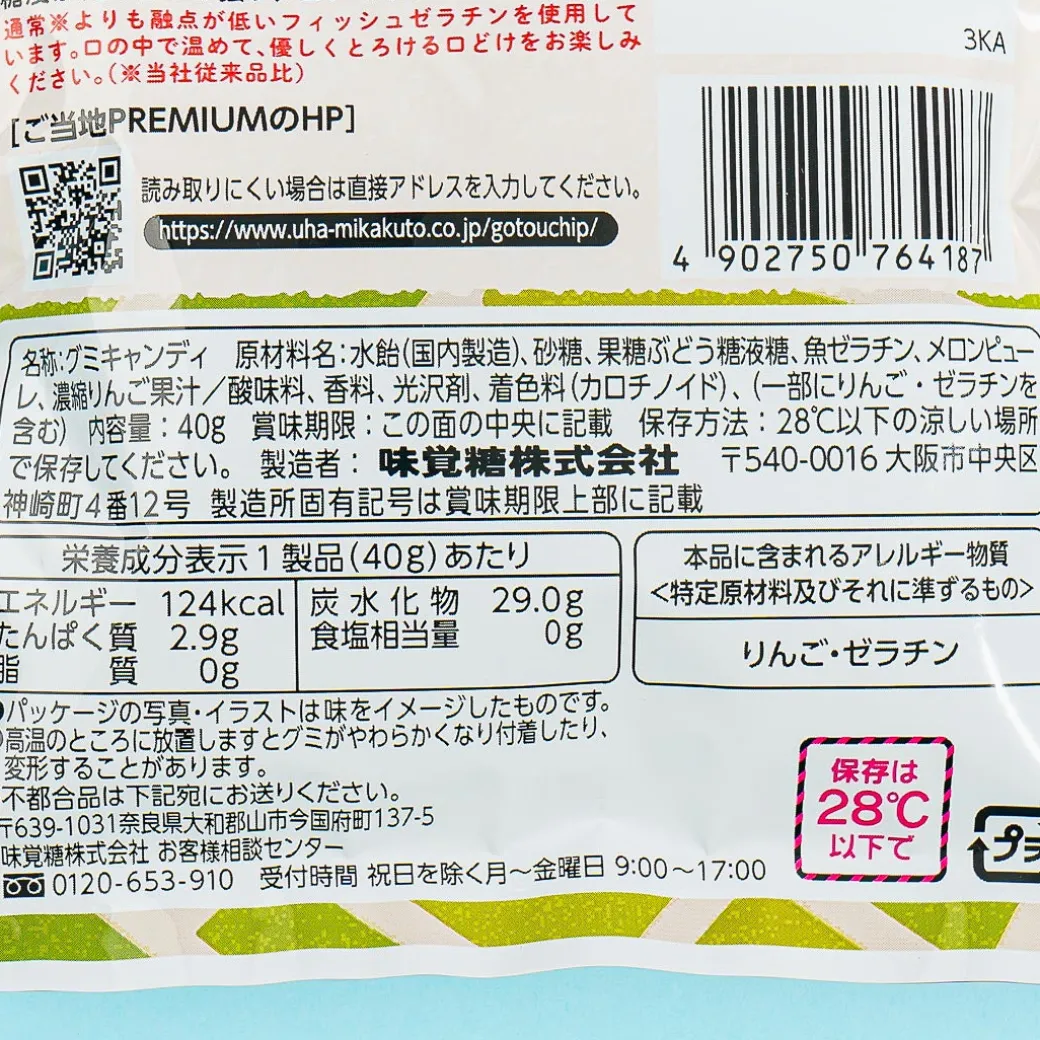 通常※よりも融点が低いフィッシュゼラチンを使用して
います。口の中で温めて、優しくとろける口どけをお楽しみ
ください。(※当社従来品比)
3KA
[ご当地PREMIUMのHP]
読み取りにくい場合は直接アドレスを入力してください。
https://www.uha-mikakuto.co.jp/gotouchip/
4 902750 764187
名称:グミキャンディ 原材料名:水飴(国内製造)、砂糖、果糖ぶどう糖液糖、魚ゼラチン、メロンピュー
レ、濃縮りんご果汁/酸味料、香料、光沢剤、着色料(カロチノイド)、(一部にりんご・ゼラチンを
含む) 内容量:40g 賞味期限:この面の中央に記載 保存方法:28℃以下の涼しい場所
で保存してください。 製造者:味覚糖株式会社 〒540-0016 大阪市中央区
神崎町4番12号 製造所固有記号は賞味期限上部に記載
栄養成分表示1製品(40g)あたり
エネルギー 124kcal 炭水化物 29.0g
たんぱく質 2.9g 食塩相当量 0g
脂質 0g
本品に含まれるアレルギー物質
<特定原材料及びそれに準ずるもの>
りんご・ゼラチン
●パッケージの写真・イラストは味をイメージしたものです。
●高温のところに放置しますとグミがやわらかくなり付着したり、
変形することがあります。
不都合品は下記宛にお送りください。
〒639-1031奈良県大和郡山市今国府町137-5
味覚糖株式会社 お客様相談センター
0120-653-910 受付時間 祝日を除く月〜金曜日 9:00〜17:00
保存は
28℃
以下で
プラ